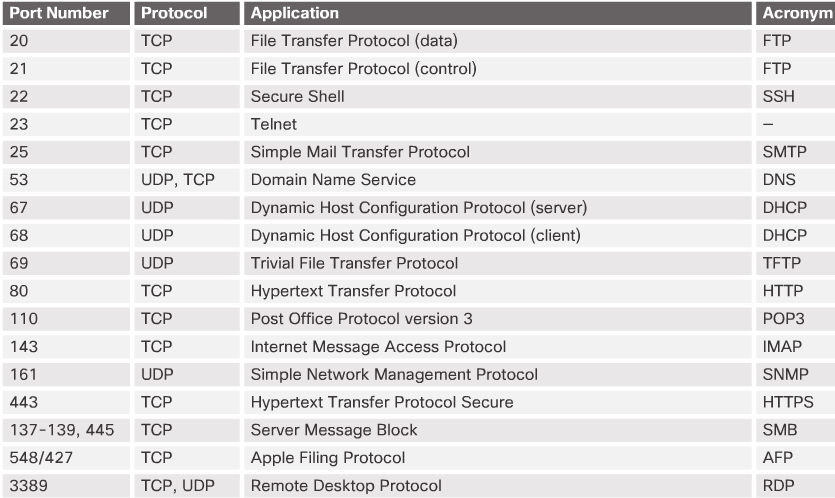 Port Number Protocol Application Acronym
20 TCP File Transfer Protocol (data) FTP
21 TCP File Transfer Protocol (control) FTP
22 TCP Secure Shell SSH
23 TCP Telnet –
25 TCP Simple Mail Transfer Protocol SMTP
53 UDP, TCP Domain Name Service DNS
67 UDP Dynamic Host Configuration Protocol (server) DHCP
68 UDP Dynamic Host Configuration Protocol (client) DHCP
69 UDP Trivial File Transfer Protocol TFTP
80 TCP Hypertext Transfer Protocol HTTP
110 TCP Post Office Protocol version 3 POP3
143 TCP Internet Message Access Protocol IMAP
161 UDP Simple Network Management Protocol SNMP
443 TCP Hypertext Transfer Protocol Secure HTTPS
137-139, 445 TCP Server Message Block SMB
548/427 TCP Apple Filing Protocol AFP
3389 TCP, UDP Remote Desktop Protocol RDP